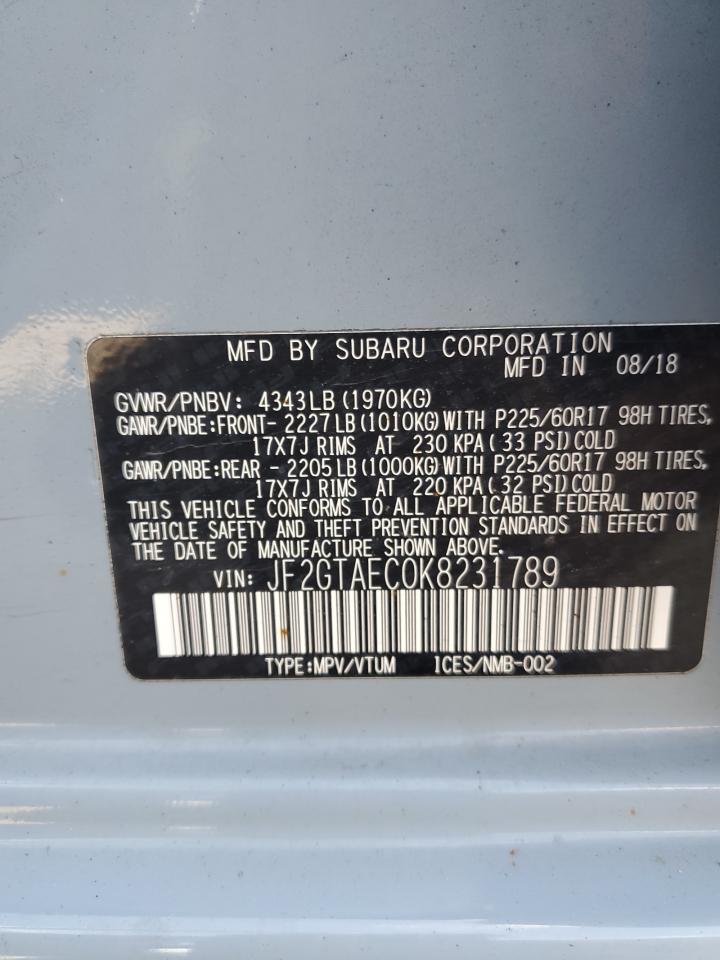 MFD BY SUBARU CORPORATION
MFD IN 08/18
GVWR/PNBV: 4343LB (1970KG)
GAWR/PNBE:FRONT- 2227 LB (1010KG) WITH P225/60R17 98H TIRES,
17X7J RIMS AT 230 KPA (33 PSI) COLD
GAWR/PNBE:REAR - 2205 LB (1000KG) WITH P225/60R17 98H TIRES,
17X7J RIMS AT 220 KPA (32 PSI) COLD
THIS VEHICLE CONFORMS TO ALL APPLICABLE FEDERAL MOTOR
VEHICLE SAFETY AND THEFT PREVENTION STANDARDS IN EFFECT ON
THE DATE OF MANUFACTURE SHOWN ABOVE.
VIN: JF2GTAEC0K8231789
TYPE:MPV/VTUM ICES/NMB-002